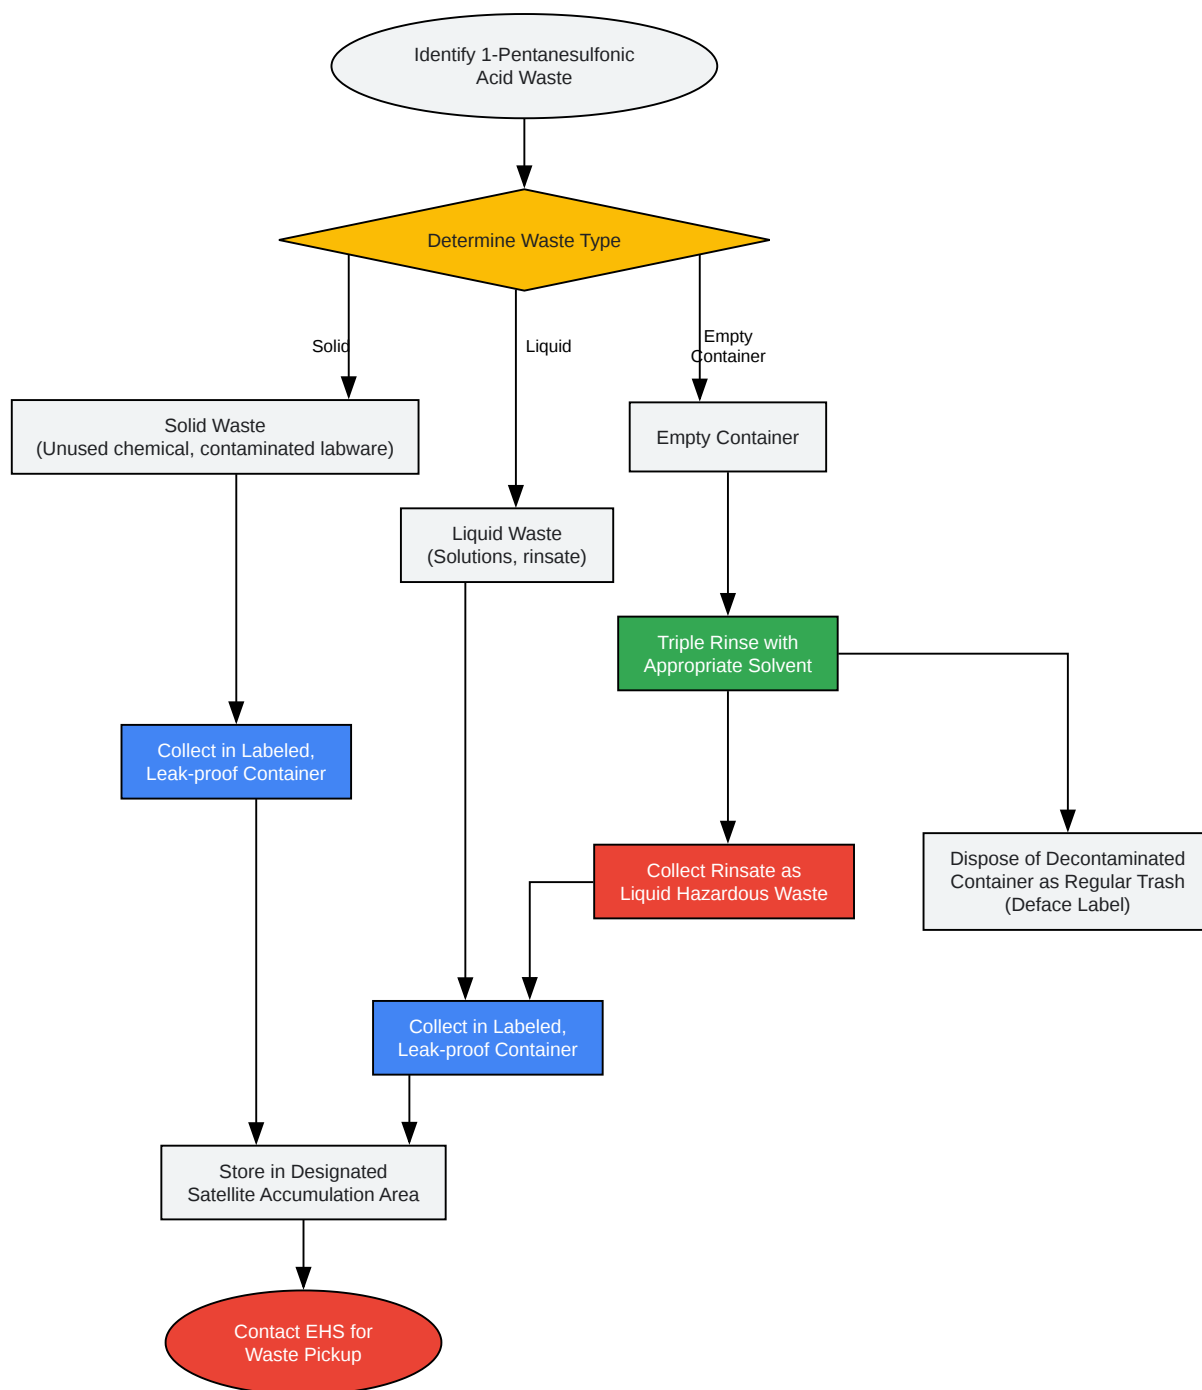 Identify 1-Pentanesulfonic
Acid Waste
Determine Waste Type
Solid
Liquid
Empty
Container
Solid Waste
(Unused chemical, contaminated labware)
Empty Container
Liquid Waste
(Solutions, rinsate)
Triple Rinse with
Appropriate Solvent
Collect in Labeled,
Leak-proof Container
Collect Rinsate as
Liquid Hazardous Waste
Dispose of Decontaminated
Container as Regular Trash
(Deface Label)
Collect in Labeled,
Leak-proof Container
Store in Designated
Satellite Accumulation Area
Contact EHS for
Waste Pickup